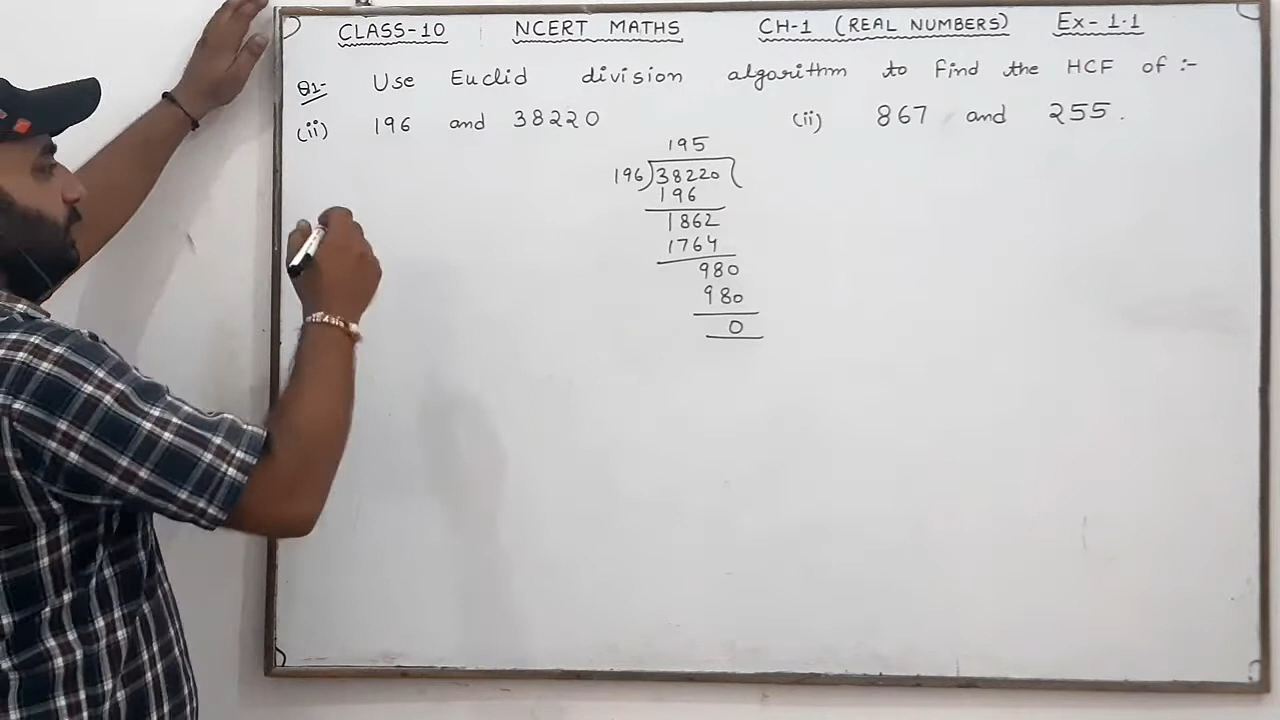 CLASS-10 NCERT MATHS CH-1 (REAL NUMBERS) Ex-1.1
Q1- Use Euclid division algorithm to find the HCF of :-
(ii) 196 and 38220 (ii) 867 and 255.
195
196)38220(
196
1862
1764
980
980
0